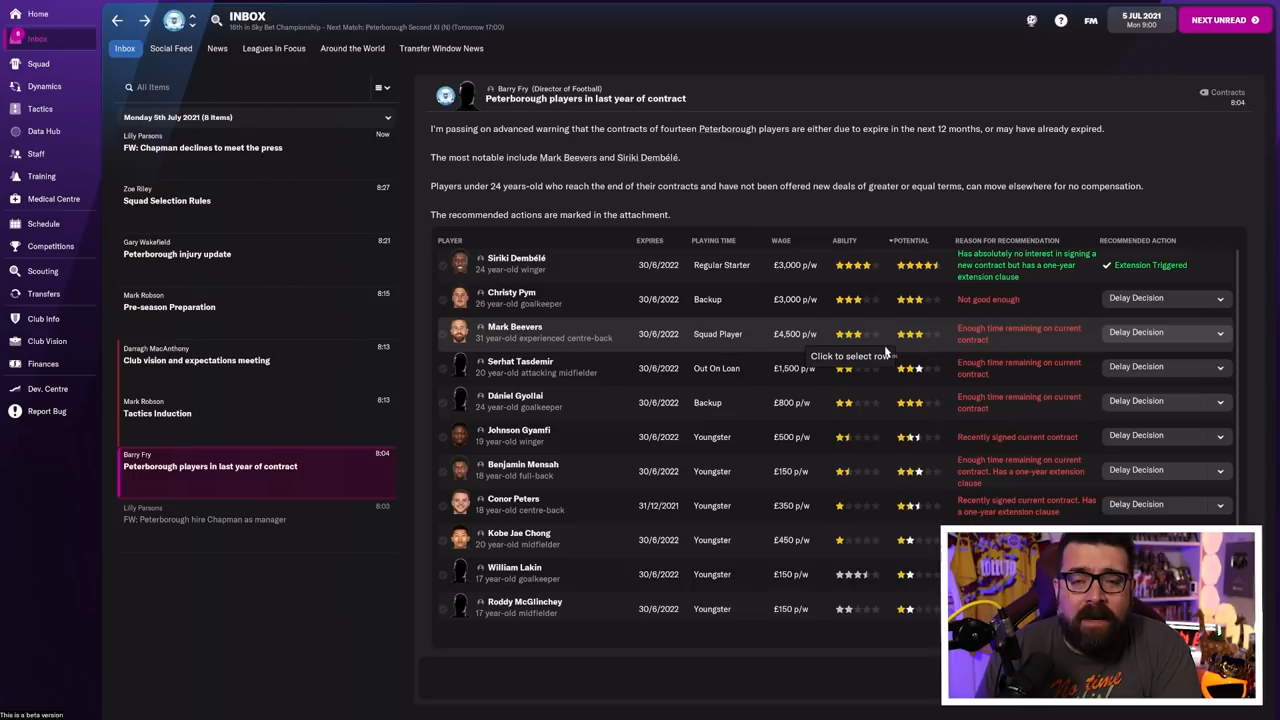 Home
INBOX
16th in Sky Bet Championship - Next Match: Peterborough Second XI (Tomorrow 17:00)
FM
5 JUL 2021
Mon 9:00
NEXT UNREAD
6
Inbox
Squad
Dynamics
Tactics
Data Hub
Staff
Training
Medical Centre
Schedule
Competitions
Scouting
Transfers
Club Info
Club Vision
Finances
Dev. Centre
Report Bug
This is a beta version
Inbox Social Feed News Leagues in Focus Around the World Transfer Window News
All Items
Monday 5th July 2021 (8 Items)
Lilly Parsons Now
FW: Chapman declines to meet the press
Zoe Riley 8:27
Squad Selection Rules
Gary Wakefield 8:21
Peterborough injury update
Mark Robson 8:15
Pre-season Preparation
Darragh MacAnthony 8:13
Club vision and expectations meeting
Mark Robson 8:13
Tactics Induction
Barry Fry 8:04
Peterborough players in last year of contract
Lilly Parsons 8:03
FW: Peterborough hire Chapman as manager
Barry Fry (Director of Football)
Peterborough players in last year of contract
Contracts
8:04
I'm passing on advanced warning that the contracts of fourteen Peterborough players are either due to expire in the next 12 months, or may have already expired.
The most notable include Mark Beevers and Siriki Dembélé.
Players under 24 years-old who reach the end of their contracts and have not been offered new deals of greater or equal terms, can move elsewhere for no compensation.
The recommended actions are marked in the attachment.
PLAYER EXPIRES PLAYING TIME WAGE ABILITY POTENTIAL REASON FOR RECOMMENDATION RECOMMENDED ACTION
Siriki Dembélé
24 year-old winger
30/6/2022 Regular Starter £3,000 p/w
Has absolutely no interest in signing a
new contract but has a one-year
extension clause
Extension Triggered
Christy Pym
26 year-old goalkeeper
30/6/2022 Backup £3,000 p/w Not good enough Delay Decision
Mark Beevers
31 year-old experienced centre-back
30/6/2022 Squad Player £4,500 p/w
Enough time remaining on current
contract
Delay Decision
Click to select row
Serhat Tasdemir
20 year-old attacking midfielder
30/6/2022 Out On Loan £1,500 p/w
Enough time remaining on current
contract
Delay Decision
Dániel Gyollai
24 year-old goalkeeper
30/6/2022 Backup £800 p/w
Enough time remaining on current
contract
Delay Decision
Johnson Gyamfi
19 year-old winger
30/6/2022 Youngster £500 p/w Recently signed current contract Delay Decision
Benjamin Mensah
18 year-old full-back
30/6/2022 Youngster £150 p/w
Enough time remaining on current
contract. Has a one-year extension
clause
Delay Decision
Conor Peters
18 year-old centre-back
31/12/2021 Youngster £350 p/w
Recently signed current contract. Has
a one-year extension clause
Delay Decision
Kobe Jae Chong
20 year-old midfielder
30/6/2022 Youngster £450 p/w
William Lakin
17 year-old goalkeeper
30/6/2022 Youngster £150 p/w
Roddy McGlinchey
17 year-old midfielder
30/6/2022 Youngster £150 p/w
No time